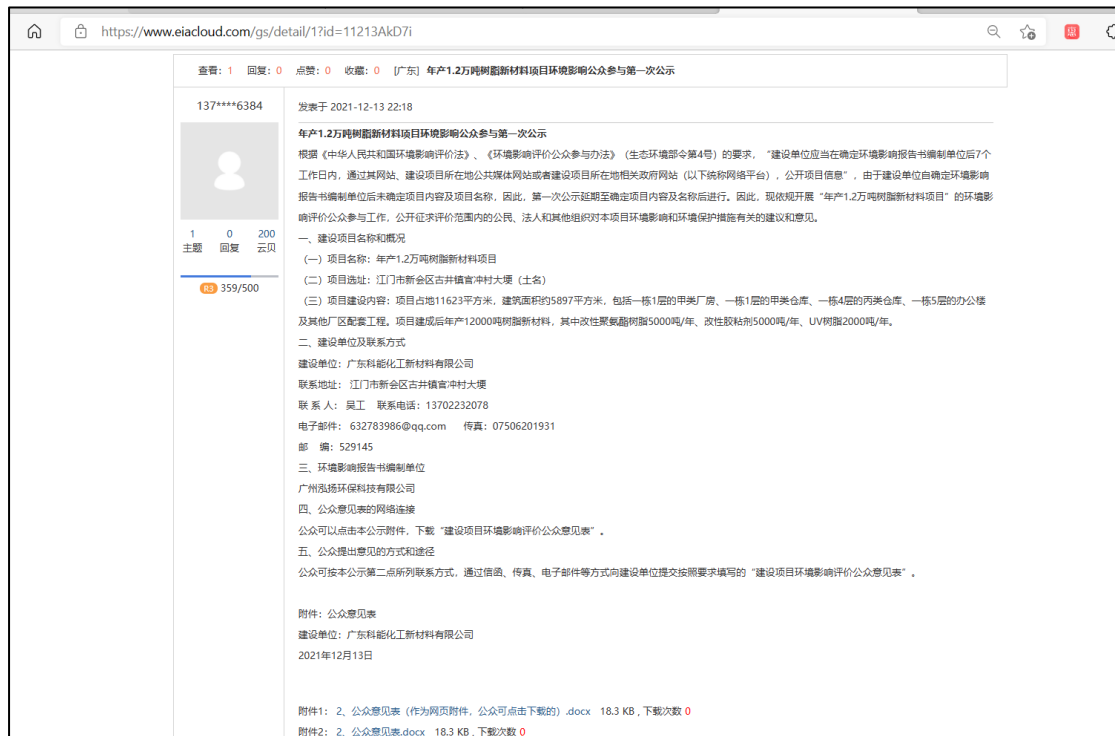 https://www.eiacloud.com/gs/detail/1?id=11213AkD7i
查看：1 回复：0 点赞：0 收藏：0 [广东] 年产1.2万吨树脂新材料项目环境影响公众参与第一次公示
137****6384
发表于 2021-12-13 22:18
1 0 200
主题 回复 云贝
R3 359/500
年产1.2万吨树脂新材料项目环境影响公众参与第一次公示
根据《中华人民共和国环境影响评价法》、《环境影响评价公众参与办法》（生态环境部令第4号）的要求，“建设单位应当在确定环境影响报告书编制单位后7个
工作日内，通过其网站、建设项目所在地公共媒体网站或者建设项目所在地相关政府网站（以下统称网络平台），公开项目信息”，由于建设单位自确定环境影响
报告书编制单位后未确定项目内容及项目名称，因此，第一次公示延期至确定项目内容及名称后进行。因此，现依规开展“年产1.2万吨树脂新材料项目”的环境影
响评价公众参与工作，公开征求评价范围内的公民、法人和其他组织对本项目环境影响和环境保护措施有关的建议和意见。
一、建设项目名称和概况
（一）项目名称：年产1.2万吨树脂新材料项目
（二）项目选址：江门市新会区古井镇官冲村大埂（土名）
（三）项目建设内容：项目占地11623平方米，建筑面积约5897平方米，包括一栋1层的甲类厂房、一栋1层的甲类仓库、一栋4层的丙类仓库、一栋5层的办公楼
及其他厂区配套工程。项目建成后年产12000吨树脂新材料，其中改性聚氨酯树脂5000吨/年、改性胶粘剂5000吨/年、UV树脂2000吨/年。
二、建设单位及联系方式
建设单位：广东科能化工新材料有限公司
联系地址： 江门市新会区古井镇官冲村大埂
联 系 人： 吴工 联系电话：13702232078
电子邮件： 632783986@qq.com 传真：07506201931
邮 编：529145
三、环境影响报告书编制单位
广州泓扬环保科技有限公司
四、公众意见表的网络连接
公众可以点击本公示附件，下载“建设项目环境影响评价公众意见表”。
五、公众提出意见的方式和途径
公众可按本公示第二点所列联系方式，通过信函、传真、电子邮件等方式向建设单位提交按照要求填写的“建设项目环境影响评价公众意见表”。
附件：公众意见表
建设单位：广东科能化工新材料有限公司
2021年12月13日
附件1： 2、公众意见表（作为网页附件，公众可点击下载的）.docx 18.3 KB , 下载次数 0
附件2： 2、公众意见表.docx 18.3 KB , 下载次数 0